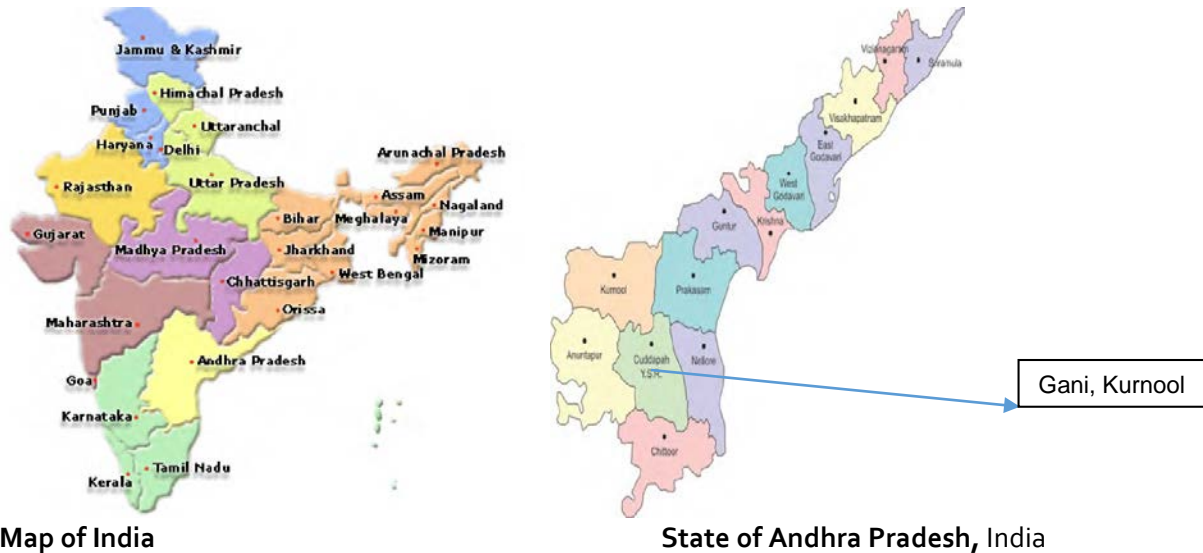 Jammu & Kashmir
Himachal Pradesh
Punjab
Uttaranchal
Haryana
Delhi
Arunachal Pradesh
Rajasthan
Uttar Pradesh
Assam
Nagaland
Bihar
Meghalaya
Gujarat
Manipur
Madhya Pradesh
Jharkhand
Mizoram
West Bengal
Chhattisgarh
Orissa
Maharashtra
Andhra Pradesh
Goa
Karnataka
Tamil Nadu
Kerala
Map of India
Vizianagaram
Visakhapatnam
East
Godavari
West
Godavari
Krishna
Guntur
Kurnool
Prakasam
Anuntapur
Cuddapah
Y.S.R.
Nellore
Chittoor
Gani, Kurnool
State of Andhra Pradesh, India